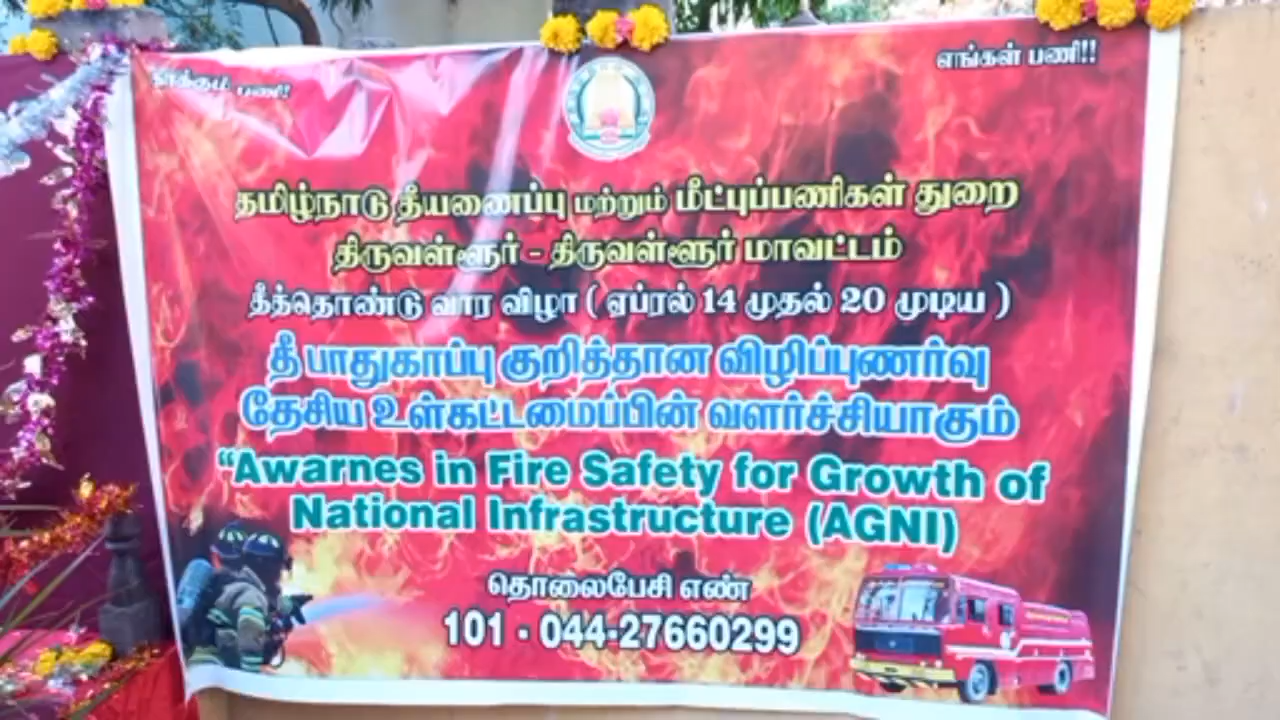 பணி!
எங்கள் பணி!!
தமிழ்நாடு தீயணைப்பு மற்றும் மீட்புப்பணிகள் துறை
திருவள்ளூர் - திருவள்ளூர் மாவட்டம்
தீத்தொண்டு வார விழா ( ஏப்ரல் 14 முதல் 20 முடிய )
தீ பாதுகாப்பு குறித்தான விழிப்புணர்வு
தேசிய உள்கட்டமைப்பின் வளர்ச்சியாகும்
“Awarnes in Fire Safety for Growth of
National Infrastructure (AGNI)
தொலைபேசி எண்
101 - 044-27660299